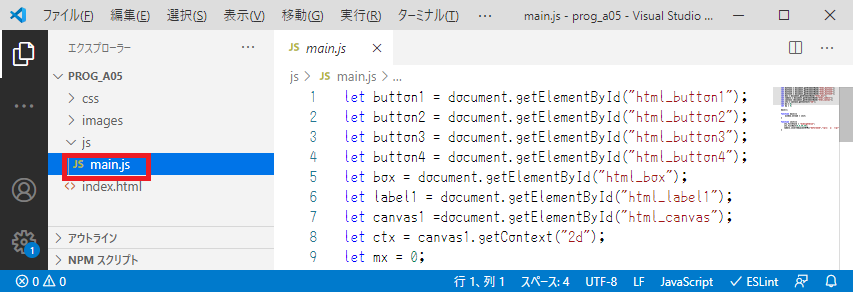 ファイル(F) 編集(E) 選択(S) 表示(V) 移動(G) 実行(R) ターミナル(T) ··· main.js - prog_a05 - Visual Studio ...
エクスプローラー ···
PROG_A05
css
images
js
JS main.js
<> index.html
アウトライン
NPM スクリプト
JS main.js ×
js > JS main.js > ...
1 let button1 = document.getElementById("html_button1");
2 let button2 = document.getElementById("html_button2");
3 let button3 = document.getElementById("html_button3");
4 let button4 = document.getElementById("html_button4");
5 let box = document.getElementById("html_box");
6 let label1 = document.getElementById("html_label1");
7 let canvas1 =document.getElementById("html_canvas");
8 let ctx = canvas1.getContext("2d");
9 let mx = 0;
1
0 0 行 1、列 1 スペース: 4 UTF-8 LF JavaScript ✓ ESLint